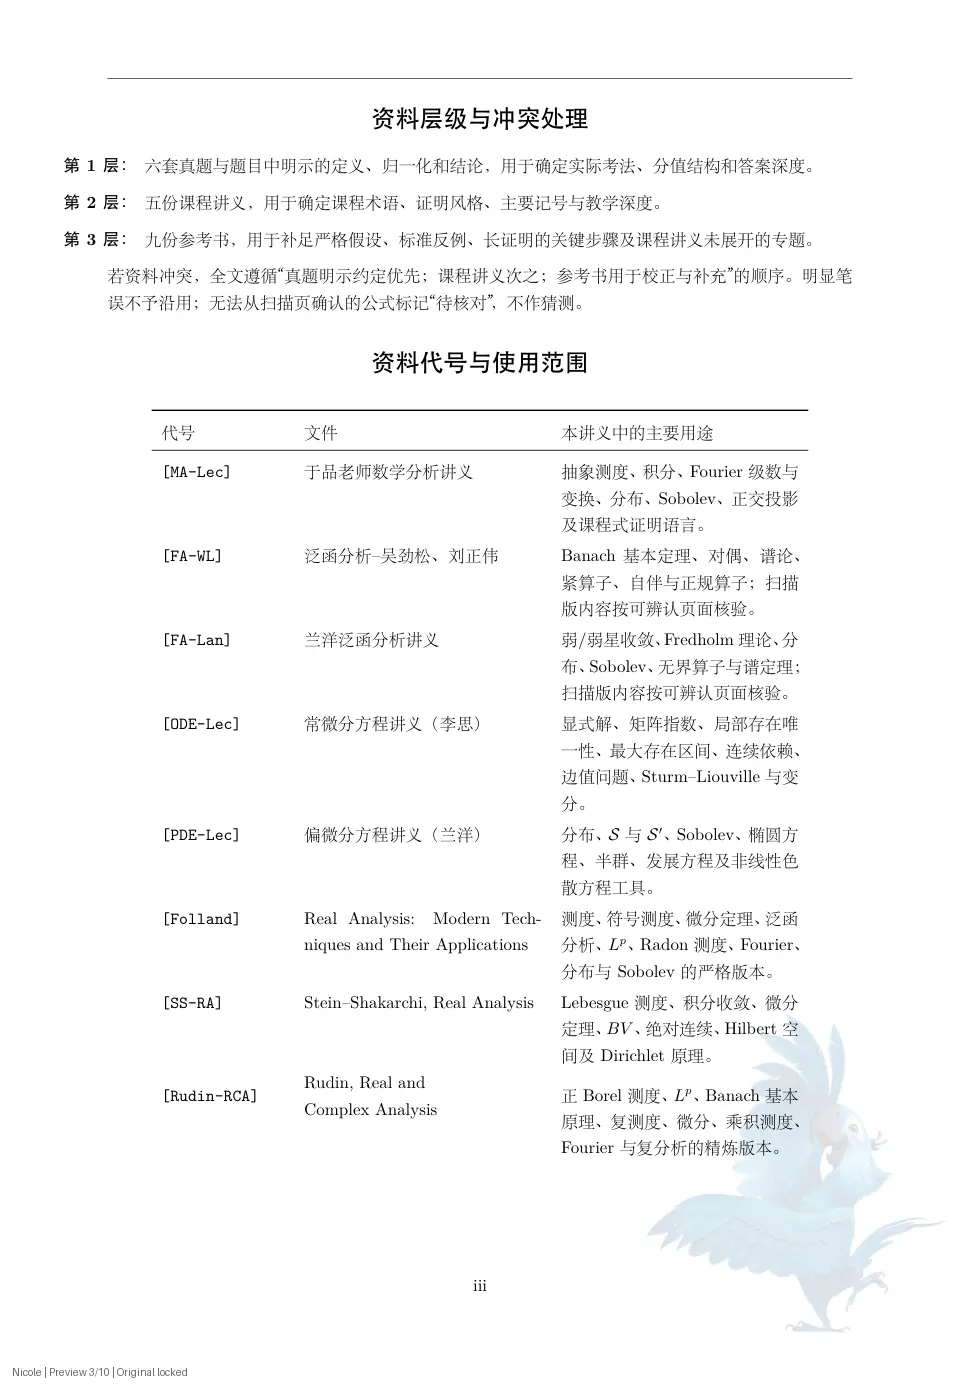 资料层级与冲突处理
第 1 层： 六套真题与题目中明示的定义、归一化和结论，用于确定实际考法、分值结构和答案深度。
第 2 层： 五份课程讲义，用于确定课程术语、证明风格、主要记号与教学深度。
第 3 层： 九份参考书，用于补足严格假设、标准反例、长证明的关键步骤及课程讲义未展开的专题。
若资料冲突，全文遵循“真题明示约定优先；课程讲义次之；参考书用于校正与补充”的顺序。明显笔
误不予沿用；无法从扫描页确认的公式标记“待核对”，不作猜测。
资料代号与使用范围
代号 文件 本讲义中的主要用途
[MA-Lec] 于品老师数学分析讲义 抽象测度、积分、Fourier 级数与
变换、分布、Sobolev、正交投影
及课程式证明语言。
[FA-WL] 泛函分析–吴劲松、刘正伟 Banach 基本定理、对偶、谱论、
紧算子、自伴与正规算子；扫描
版内容按可辨认页面核验。
[FA-Lan] 兰洋泛函分析讲义 弱/弱星收敛、Fredholm 理论、分
布、Sobolev、无界算子与谱定理；
扫描版内容按可辨认页面核验。
[ODE-Lec] 常微分方程讲义（李思） 显式解、矩阵指数、局部存在唯
一性、最大存在区间、连续依赖、
边值问题、Sturm–Liouville 与变
分。
[PDE-Lec] 偏微分方程讲义（兰洋） 分布、𝒮 与 𝒮′、Sobolev、椭圆方
程、半群、发展方程及非线性色
散方程工具。
[Folland] Real Analysis: Modern Tech- 测度、符号测度、微分定理、泛函
niques and Their Applications 分析、Lᵖ、Radon 测度、Fourier、
分布与 Sobolev 的严格版本。
[SS-RA] Stein–Shakarchi, Real Analysis Lebesgue 测度、积分收敛、微分
定理、BV、绝对连续、Hilbert 空
间及 Dirichlet 原理。
[Rudin-RCA] Rudin, Real and
Complex Analysis 正 Borel 测度、Lᵖ、Banach 基本
原理、复测度、微分、乘积测度、
Fourier 与复分析的精炼版本。
iii
Nicole | Preview 3/10 | Original locked